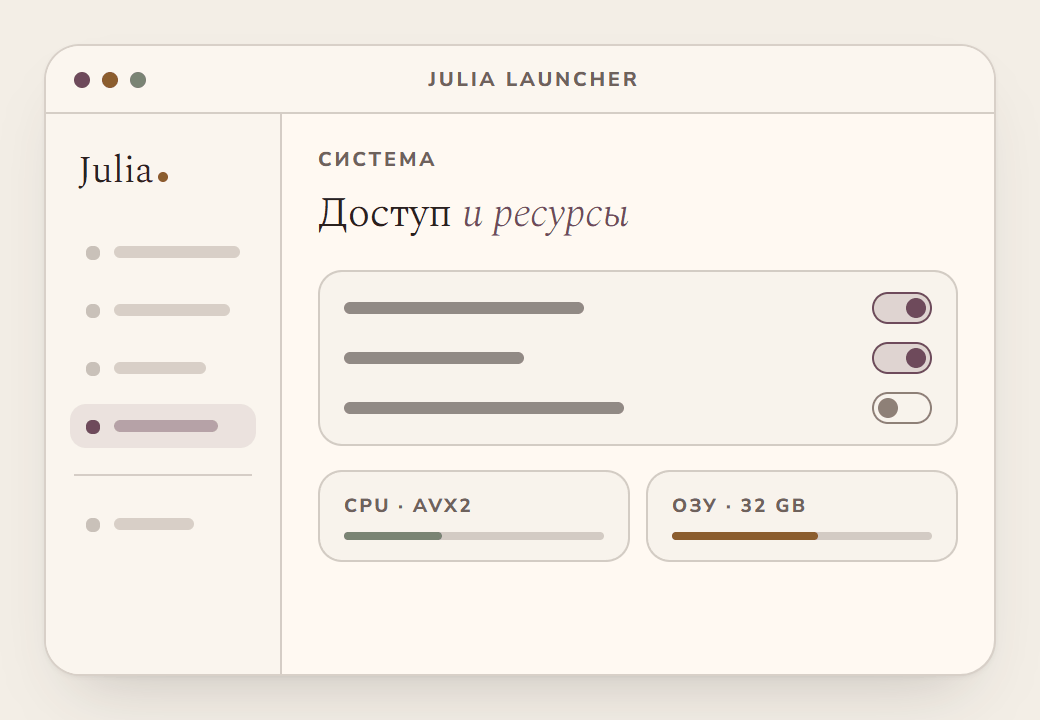 JULIA LAUNCHER
Julia
СИСТЕМА
Доступ и ресурсы
CPU · AVX2
ОЗУ · 32 GB